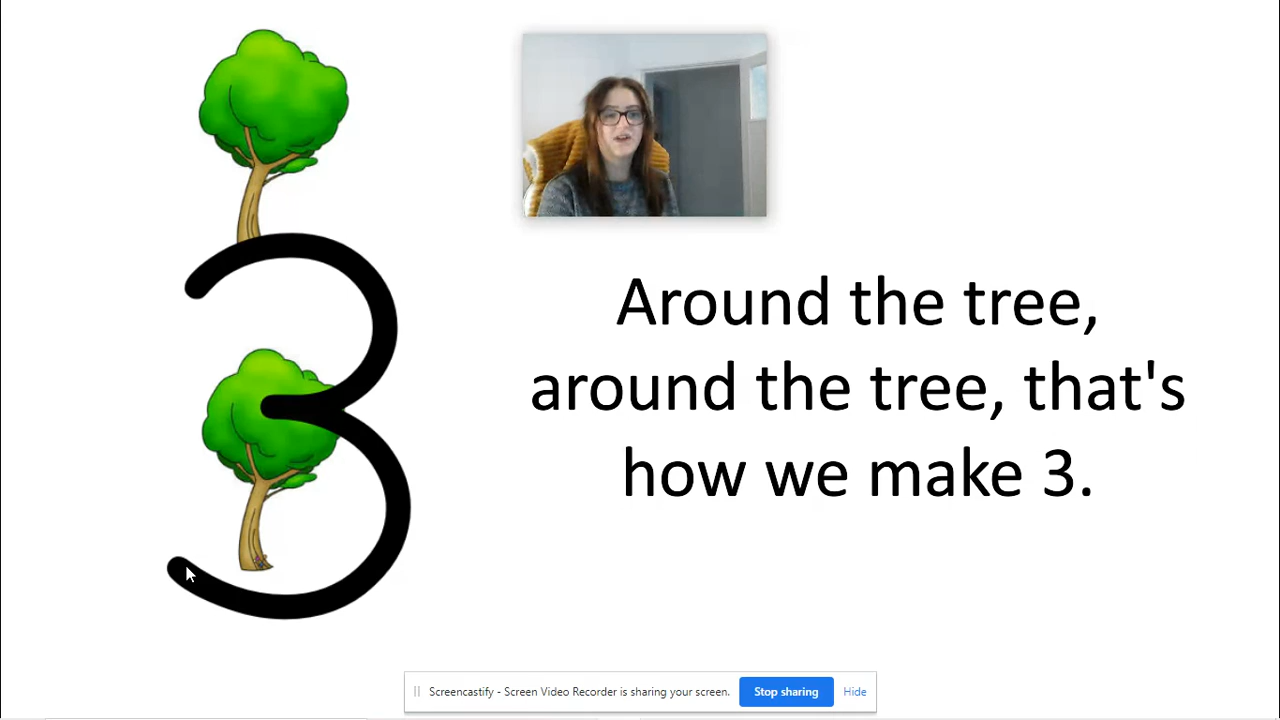 Around the tree,
around the tree, that's
how we make 3.
3
Screencastify - Screen Video Recorder is sharing your screen. Stop sharing Hide